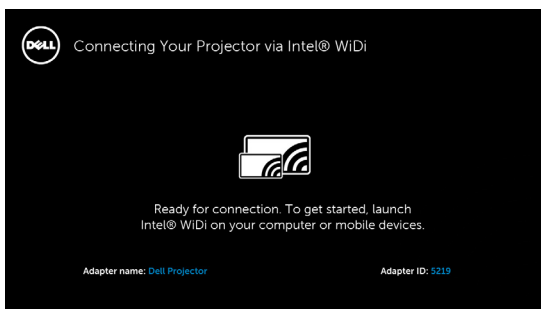 DELL
Connecting Your Projector via Intel® WiDi
Ready for connection. To get started, launch
Intel® WiDi on your computer or mobile devices.
Adapter name: Dell Projector
Adapter ID: 5219